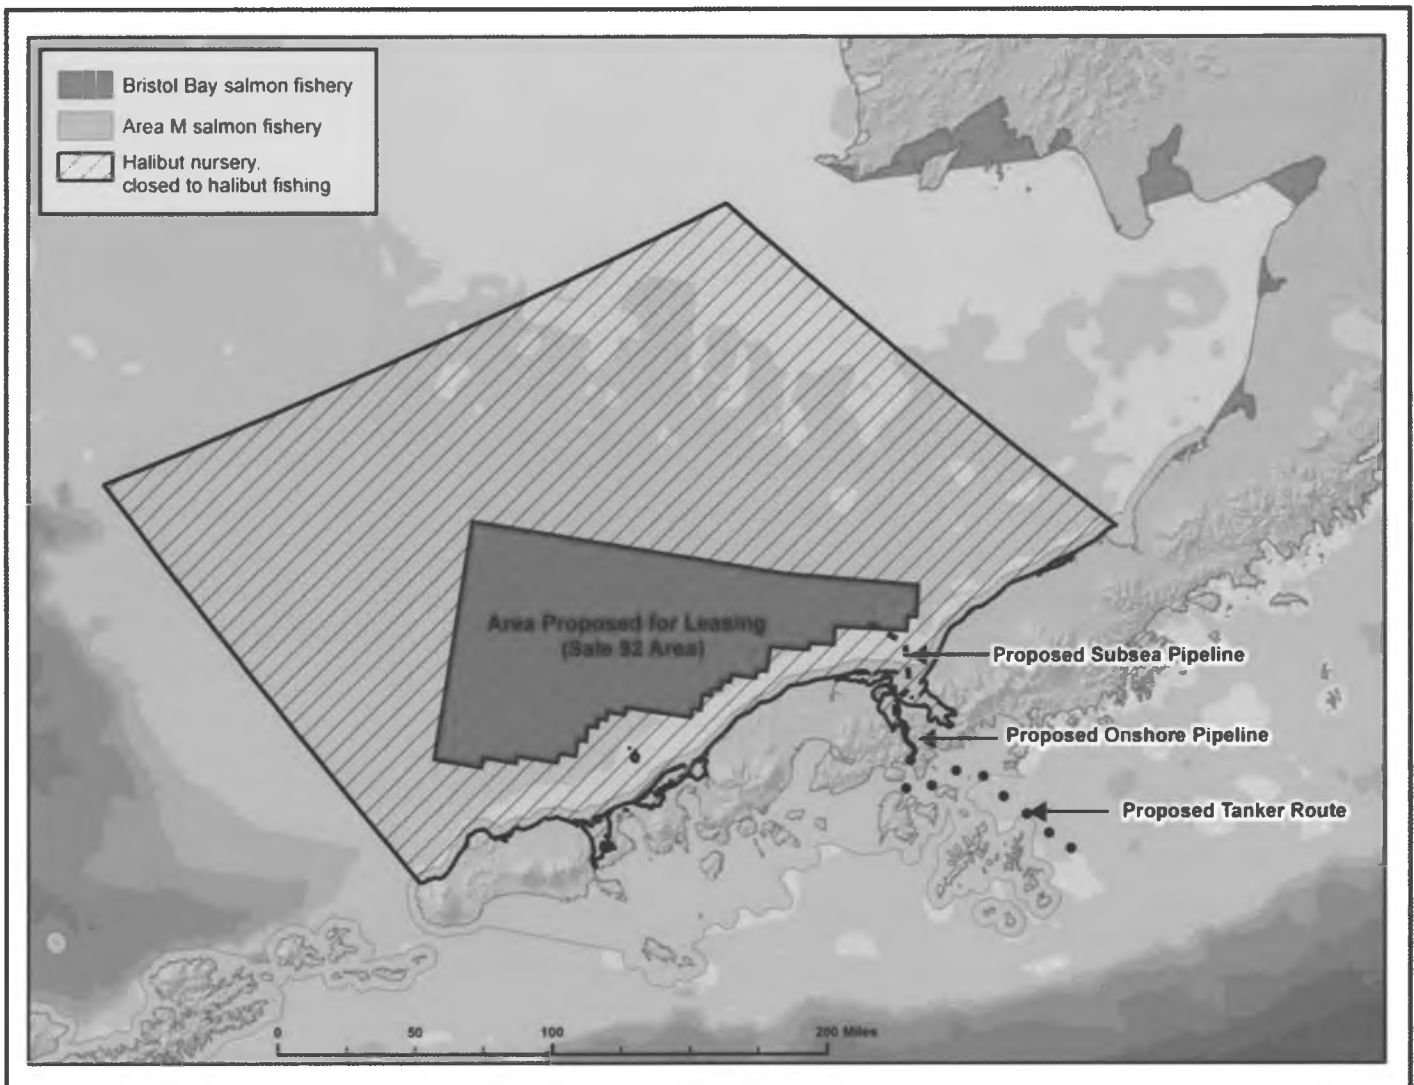 Bristol Bay salmon fishery
Area M salmon fishery
Halibut nursery,
closed to halibut fishing
Area Proposed for Leasing
(Sale 92 Area)
Proposed Subsea Pipeline
Proposed Onshore Pipeline
Proposed Tanker Route
0 50 100 200 Miles